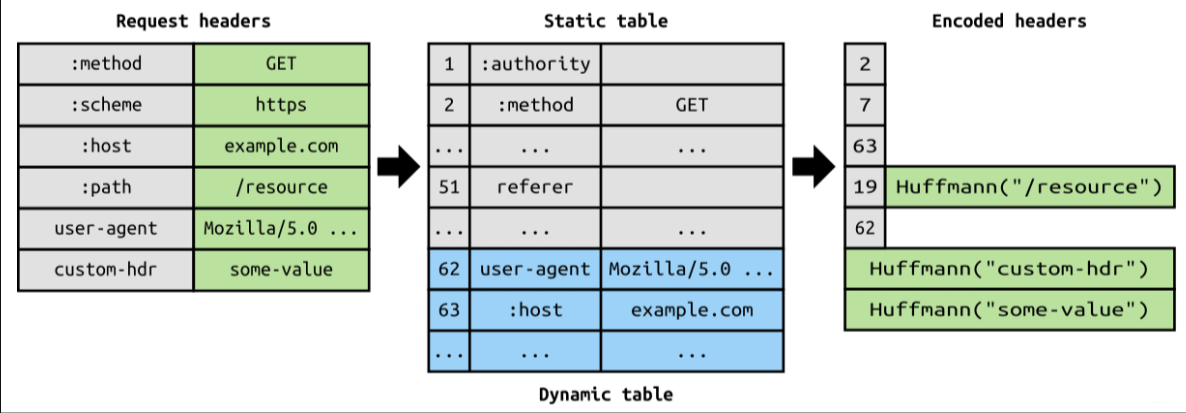 Request headers
:method GET
:scheme https
:host example.com
:path /resource
user-agent Mozilla/5.0 ...
custom-hdr some-value
Static table
1 :authority
2 :method GET
... ... ...
51 referer
... ... ...
62 user-agent Mozilla/5.0 ...
63 :host example.com
... ... ...
Dynamic table
Encoded headers
2
7
63
19 Huffmann("/resource")
62
Huffmann("custom-hdr")
Huffmann("some-value")